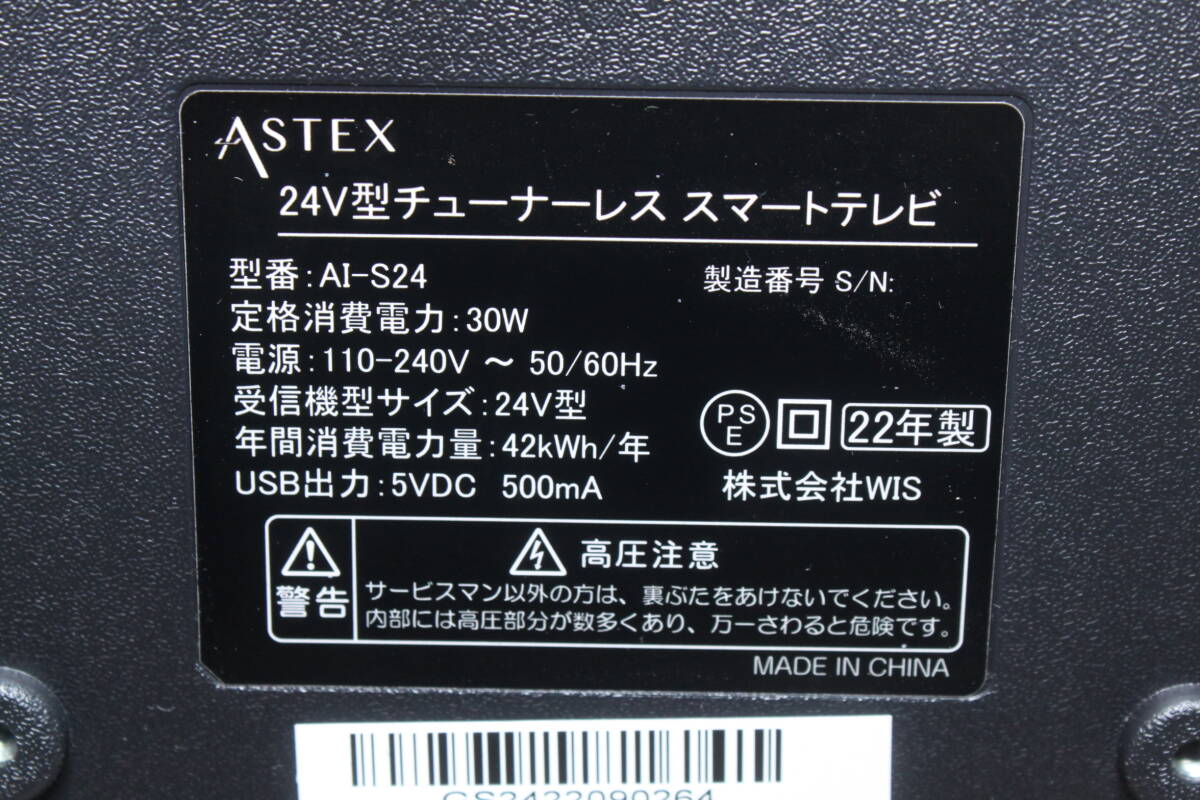 ASTEX
24V型チューナーレス スマートテレビ
型番:AI-S24
製造番号 S/N:
定格消費電力:30W
電源:110-240V ～ 50/60Hz
受信機型サイズ:24V型
年間消費電力量:42kWh/年
USB出力:5VDC 500mA
PSE
22年製
株式会社WIS
警告
高圧注意
サービスマン以外の方は、裏ぶたをあけないでください。
内部には高圧部分が数多くあり、万一さわると危険です。
MADE IN CHINA
GS2422090264